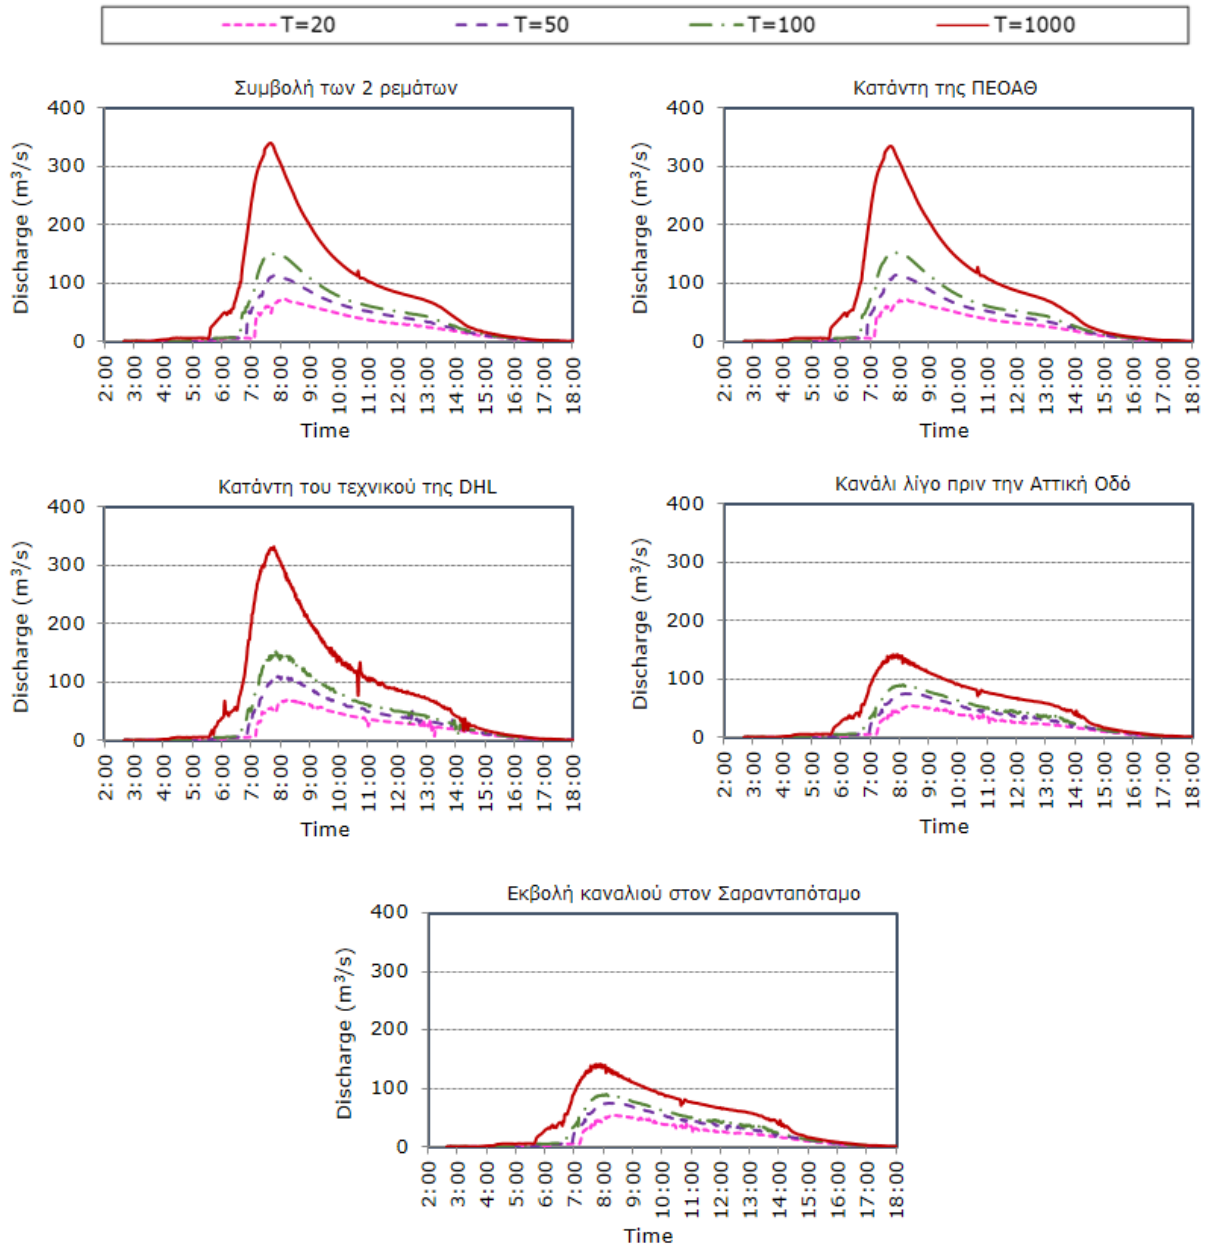 T=20 T=50 T=100 T=1000
Συμβολή των 2 ρεμάτων
400
300
200
100
0
Discharge (m³/s)
2:00 3:00 4:00 5:00 6:00 7:00 8:00 9:00 10:00 11:00 12:00 13:00 14:00 15:00 16:00 17:00 18:00
Time
Κατάντη της ΠΕΟΑΘ
400
300
200
100
0
Discharge (m³/s)
2:00 3:00 4:00 5:00 6:00 7:00 8:00 9:00 10:00 11:00 12:00 13:00 14:00 15:00 16:00 17:00 18:00
Time
Κατάντη του τεχνικού της DHL
400
300
200
100
0
Discharge (m³/s)
2:00 3:00 4:00 5:00 6:00 7:00 8:00 9:00 10:00 11:00 12:00 13:00 14:00 15:00 16:00 17:00 18:00
Time
Κανάλι λίγο πριν την Αττική Οδό
400
300
200
100
0
Discharge (m³/s)
2:00 3:00 4:00 5:00 6:00 7:00 8:00 9:00 10:00 11:00 12:00 13:00 14:00 15:00 16:00 17:00 18:00
Time
Εκβολή καναλιού στον Σαρανταπόταμο
400
300
200
100
0
Discharge (m³/s)
2:00 3:00 4:00 5:00 6:00 7:00 8:00 9:00 10:00 11:00 12:00 13:00 14:00 15:00 16:00 17:00 18:00
Time